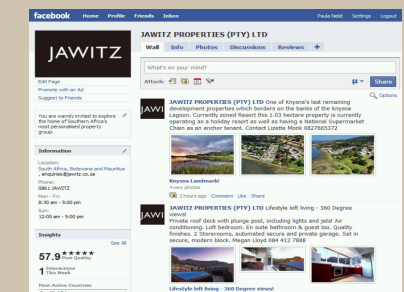 facebook Home Profile Friends Inbox Paula Nold Settings Logout
JAWITZ
JAWITZ PROPERTIES (PTY) LTD
Wall Info Photos Discussions Reviews +
What's on your mind?
Attach: Share
Options
Edit Page
Promote with an Ad
Suggest to Friends
You are warmly invited to explore
the home of Southern Africa's
most personalised property
group.
Information
Location:
South Africa, Botswana and Mauritius
, enquiries@jawitz.co.za
Phone:
0861 JAWITZ
Mon - Fri:
8:30 am - 5:00 pm
Sun:
12:00 am - 5:00 pm
Insights
See All
57.9 Post Quality
1 Interactions
This Week
Most Active Countries
JAWI
JAWITZ PROPERTIES (PTY) LTD One of Knysna's last remaining
development properties which borders on the banks of the Knysna
Lagoon. Currently zoned Resort this 1.03 hectare property is currently
operating as a holiday resort as well as having a National Supermarket
Chain as an anchor tenant. Contact Lizette Monk 0827665372
Knysna Landmark!
4 new photos
2 hours ago · Comment · Like · Share
JAWI
JAWITZ PROPERTIES (PTY) LTD Lifestyle loft living - 360 Degree
views!
Private roof deck with plunge pool, including lights and jets! Air
conditioning. Loft bedroom. En suite bathroom & guest loo. Quality
finishes. 2 Storerooms, automated secure and private garage. Set in
secure, modern block. Megan Lloyd 084 412 7888
Lifestyle loft living - 360 Degree views!